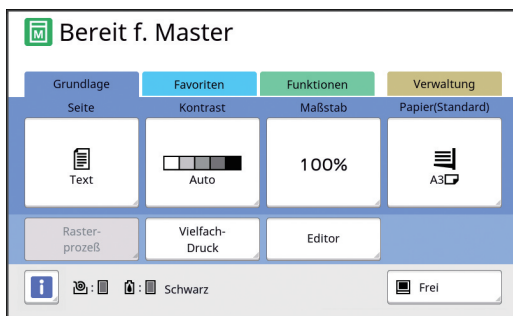 Bereit f. Master
Grundlage Favoriten Funktionen Verwaltung
Seite Kontrast Maßstab Papier(Standard)
Text Auto 100% A3
Raster-
prozeß
Vielfach-
Druck
Editor
i : : Schwarz Frei